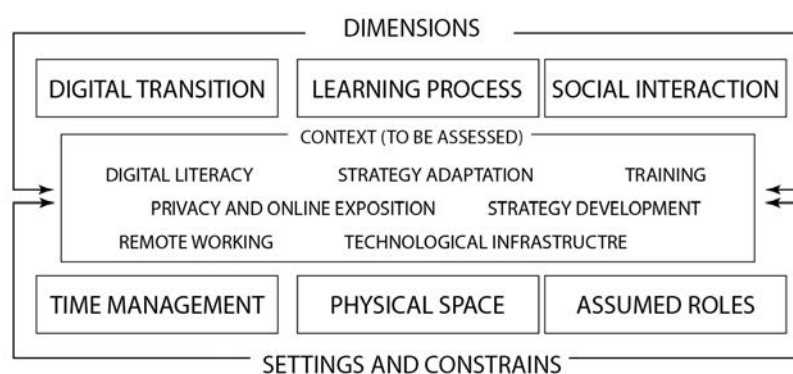 DIMENSIONS
DIGITAL TRANSITION LEARNING PROCESS SOCIAL INTERACTION
CONTEXT (TO BE ASSESSED)
DIGITAL LITERACY STRATEGY ADAPTATION TRAINING
PRIVACY AND ONLINE EXPOSITION STRATEGY DEVELOPMENT
REMOTE WORKING TECHNOLOGICAL INFRASTRUCTRE
TIME MANAGEMENT PHYSICAL SPACE ASSUMED ROLES
SETTINGS AND CONSTRAINS